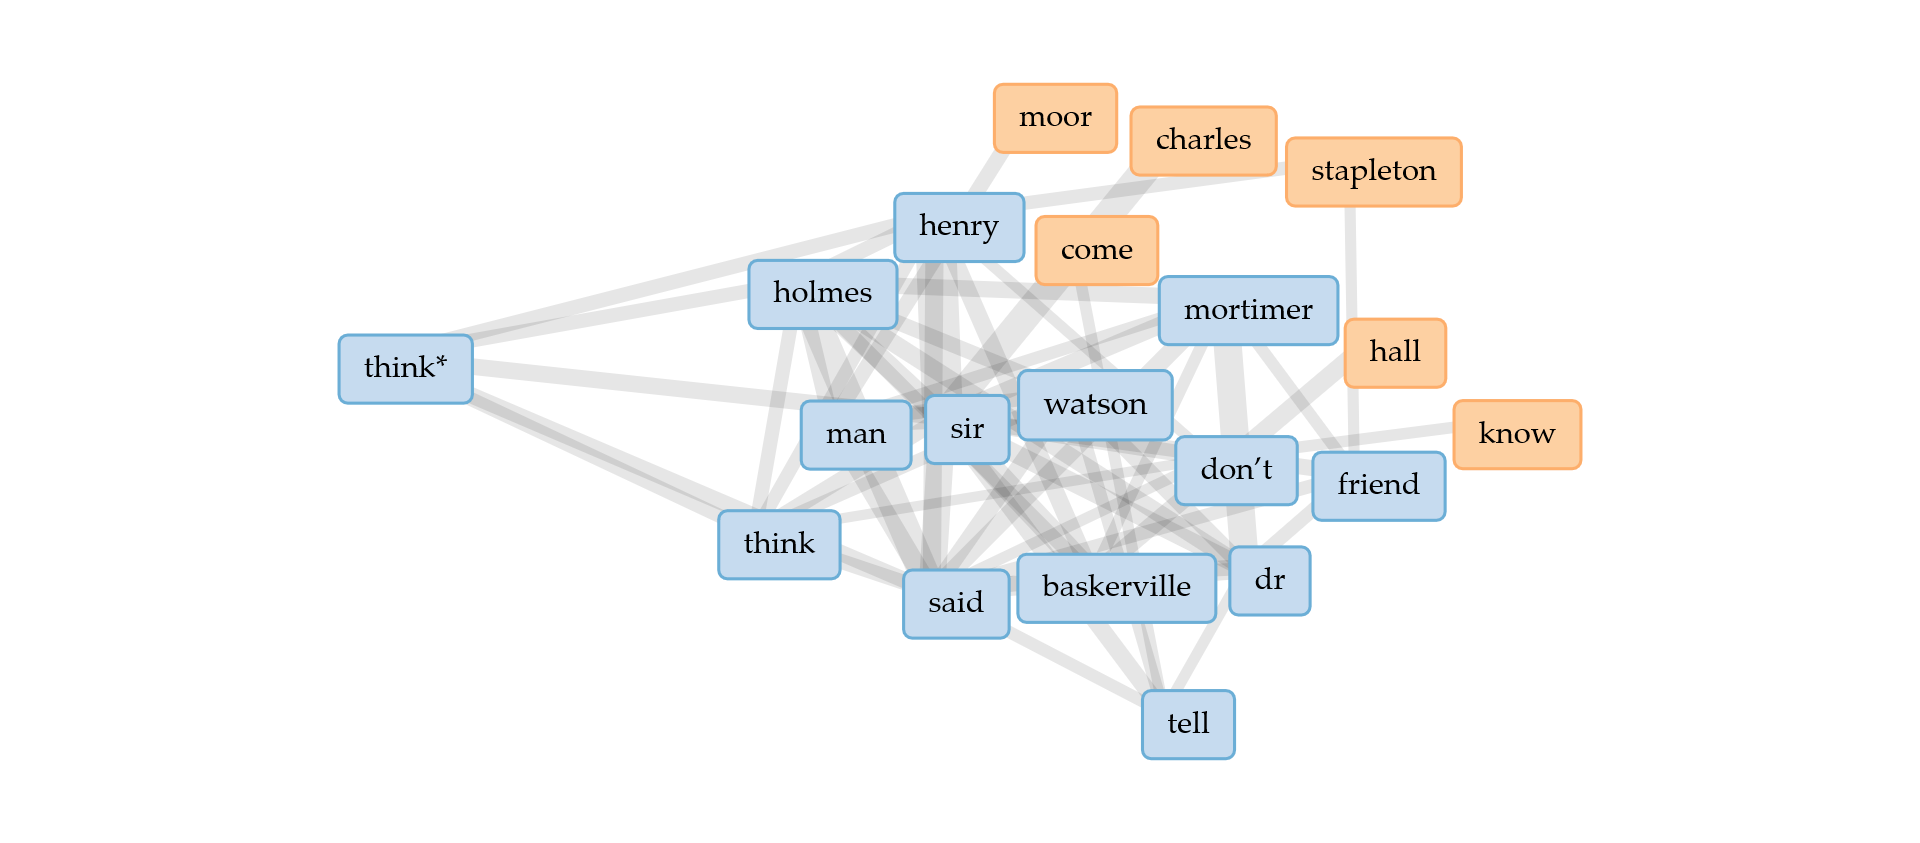 moor
charles
stapleton
henry
come
holmes
mortimer
hall
think*
watson
man
sir
know
don’t
friend
think
said
baskerville
dr
tell